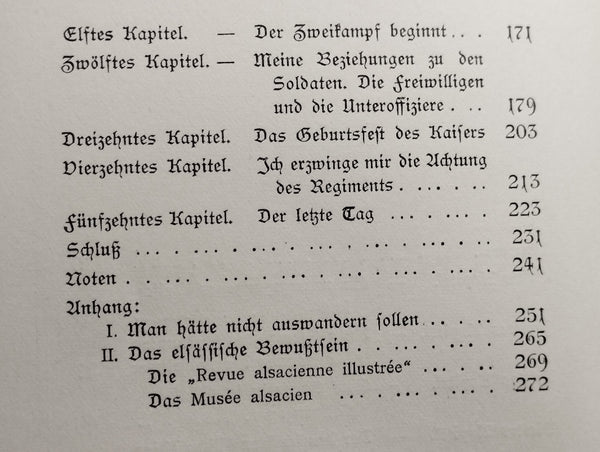 Elftes Kapitel. — Der Zweikampf beginnt . . . 171
Zwölftes Kapitel. — Meine Beziehungen zu den
Soldaten. Die Freiwilligen
und die Unteroffiziere . . . 179
Dreizehntes Kapitel. Das Geburtsfest des Kaisers 203
Vierzehntes Kapitel. Ich erzwinge mir die Achtung
des Regiments . . . . . . 213
Fünfzehntes Kapitel. Der letzte Tag . . . . . . . 223
Schluß . . . . . . . . . . . . . . . . . . 231
Noten . . . . . . . . . . . . . . . . . . . 241
Anhang:
I. Man hätte nicht auswandern sollen . . . . . 251
II. Das elsässische Bewußtsein . . . . . . . . . 265
Die „Revue alsacienne illustrée“ . . . . . . 269
Das Musée alsacien . . . . . . . . . . 272